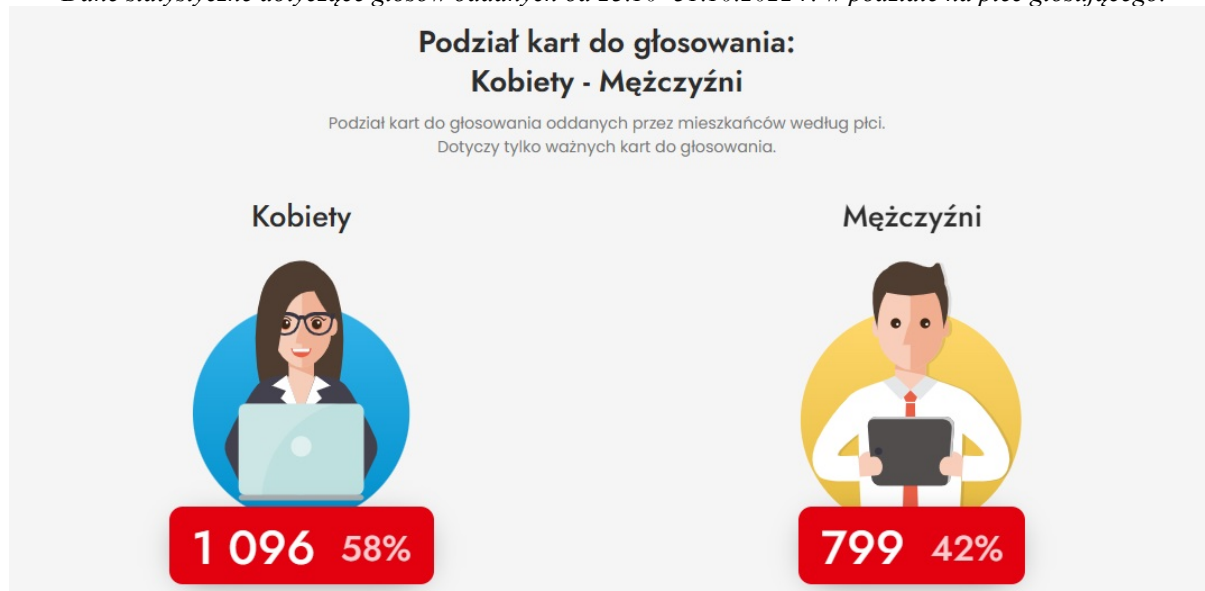 Podział kart do głosowania:
Kobiety - Mężczyźni
Podział kart do głosowania oddanych przez mieszkańców według płci.
Dotyczy tylko ważnych kart do głosowania.
Kobiety
Mężczyźni
1 096 58%
799 42%